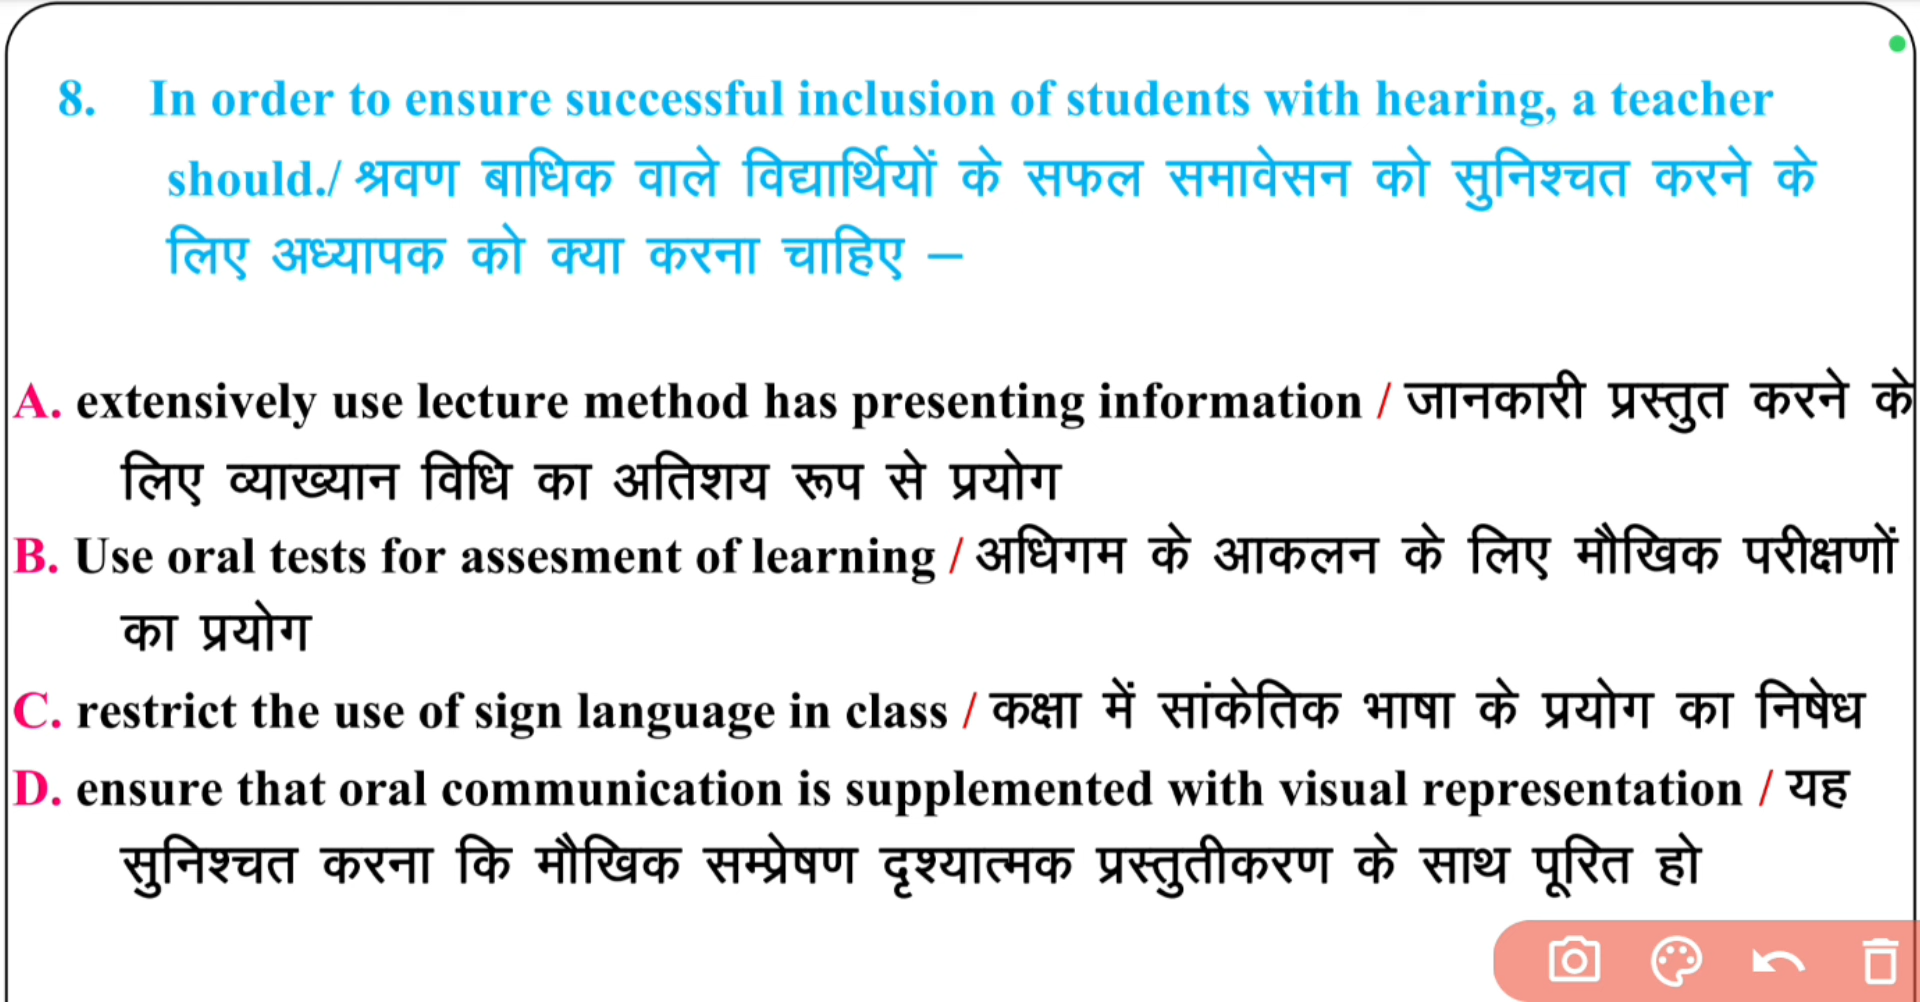 8. In order to ensure successful inclusion of students with hearing, a teacher
should./ श्रवण बाधिक वाले विद्यार्थियों के सफल समावेसन को सुनिश्चत करने के
लिए अध्यापक को क्या करना चाहिए –
A. extensively use lecture method has presenting information / जानकारी प्रस्तुत करने के
लिए व्याख्यान विधि का अतिशय रूप से प्रयोग
B. Use oral tests for assesment of learning / अधिगम के आकलन के लिए मौखिक परीक्षणों
का प्रयोग
C. restrict the use of sign language in class / कक्षा में सांकेतिक भाषा के प्रयोग का निषेध
D. ensure that oral communication is supplemented with visual representation / यह
सुनिश्चत करना कि मौखिक सम्प्रेषण दृश्यात्मक प्रस्तुतीकरण के साथ पूरित हो